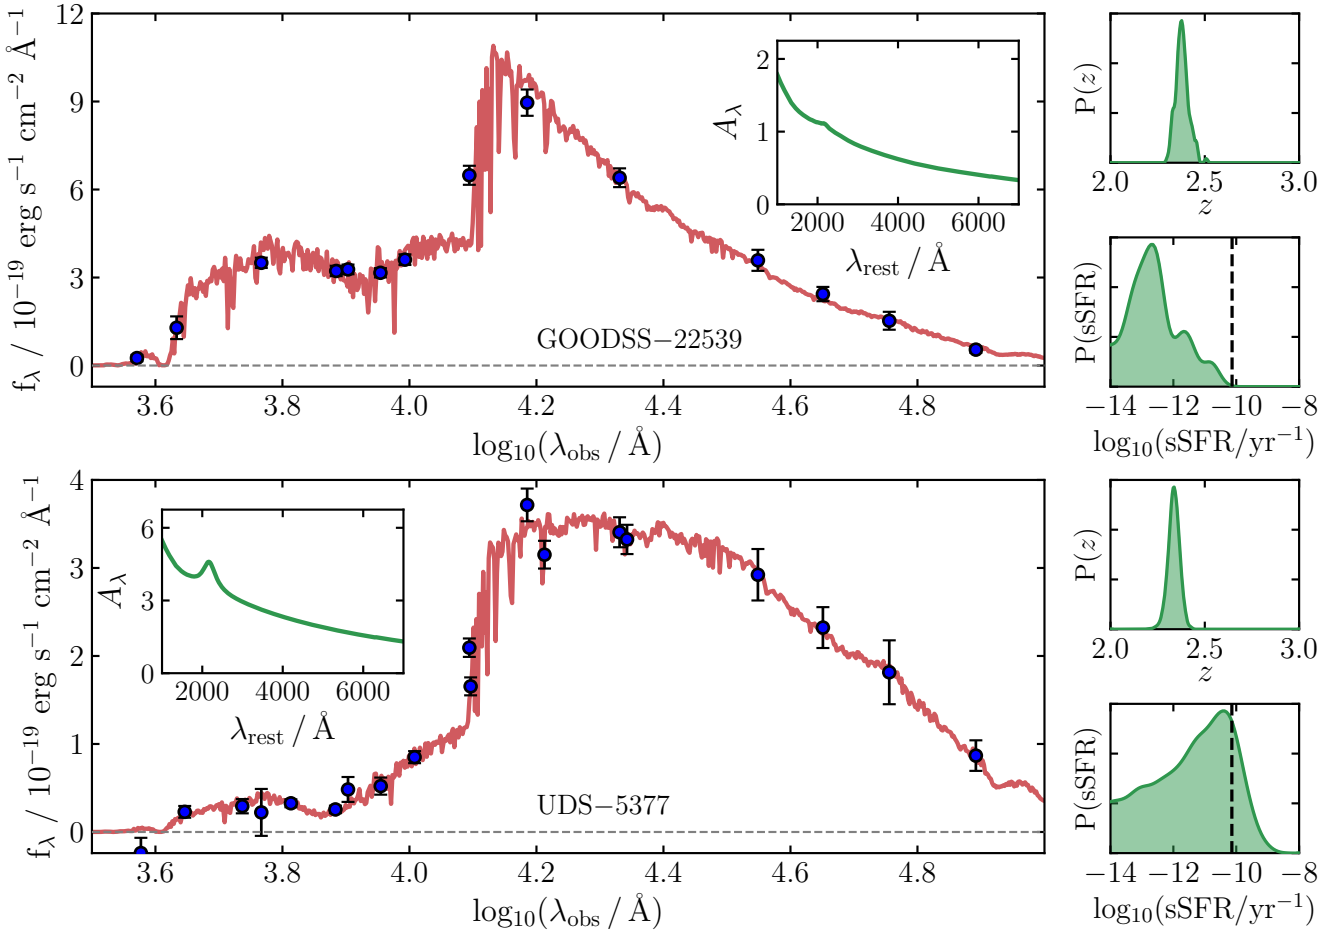 12
9
6
3
0
f_λ / 10⁻¹⁹ erg s⁻¹ cm⁻² Å⁻¹
3.6 3.8 4.0 4.2 4.4 4.6 4.8
log₁₀(λ_obs / Å)
GOODSS−22539
2
1
0
A_λ
2000 4000 6000
λ_rest / Å
P(z)
2.0 2.5 3.0
z
P(sSFR)
−14 −12 −10 −8
log₁₀(sSFR/yr⁻¹)
4
3
2
1
0
f_λ / 10⁻¹⁹ erg s⁻¹ cm⁻² Å⁻¹
3.6 3.8 4.0 4.2 4.4 4.6 4.8
log₁₀(λ_obs / Å)
UDS−5377
6
3
0
A_λ
2000 4000 6000
λ_rest / Å
P(z)
2.0 2.5 3.0
z
P(sSFR)
−14 −12 −10 −8
log₁₀(sSFR/yr⁻¹)